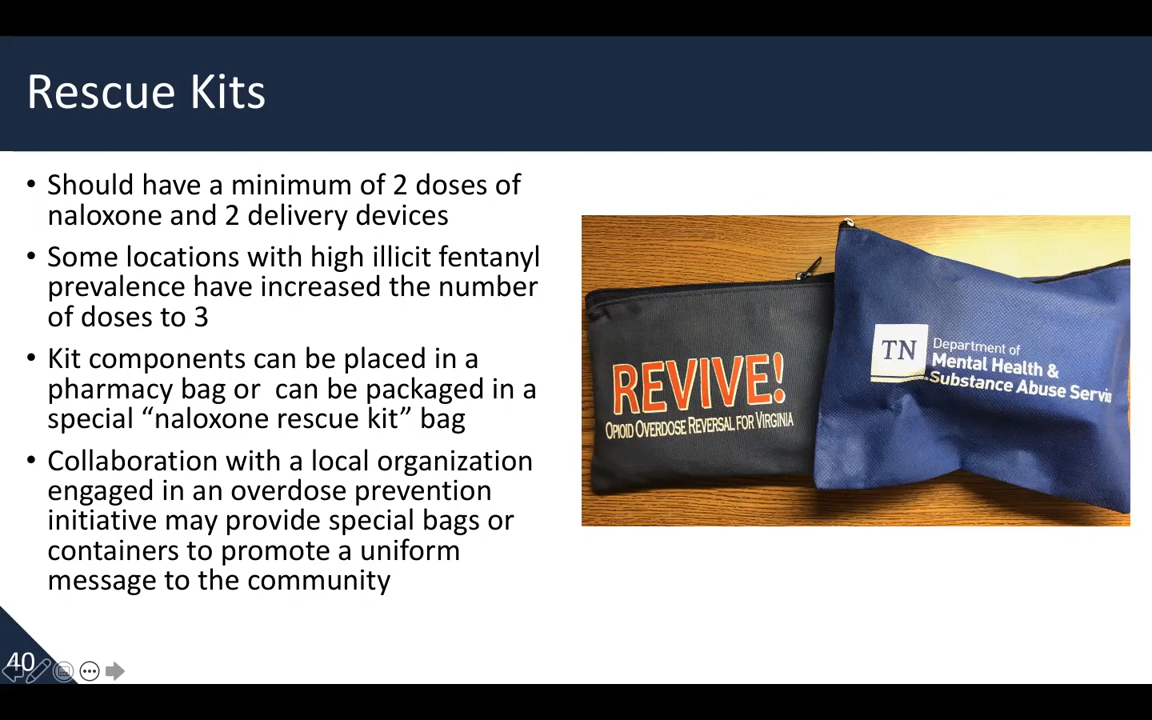 Rescue Kits
• Should have a minimum of 2 doses of
naloxone and 2 delivery devices
• Some locations with high illicit fentanyl
prevalence have increased the number
of doses to 3
• Kit components can be placed in a
pharmacy bag or  can be packaged in a
special “naloxone rescue kit” bag
• Collaboration with a local organization
engaged in an overdose prevention
initiative may provide special bags or
containers to promote a uniform
message to the community
REVIVE!
OPIOID OVERDOSE REVERSAL FOR VIRGINIA
TN
Department of
Mental Health &
Substance Abuse Servi
40